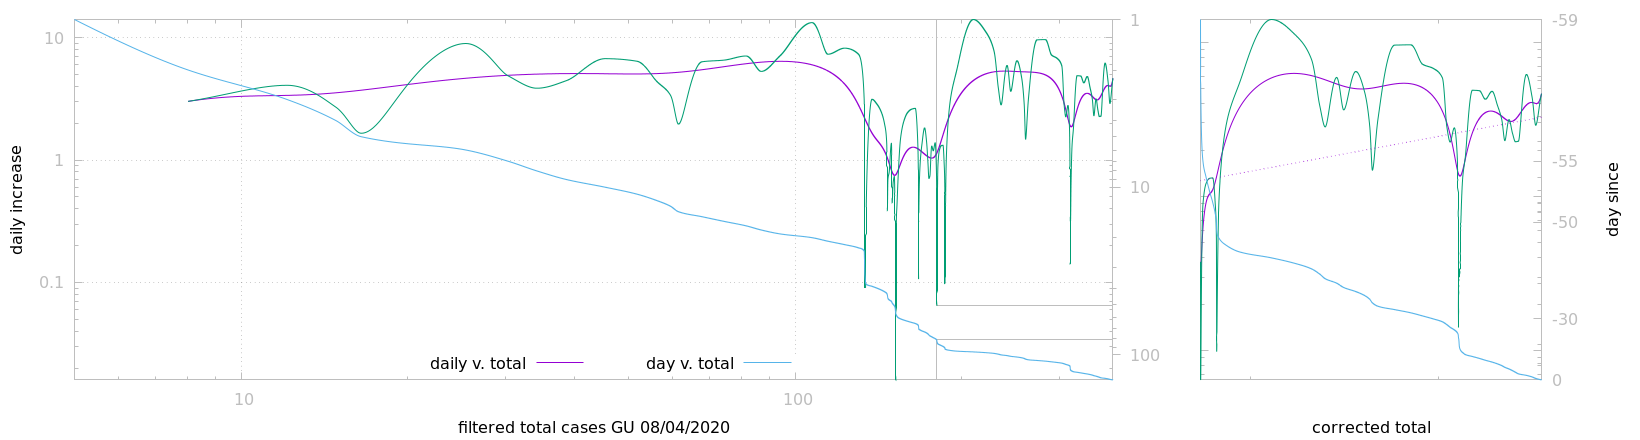 10
1
0.1
daily increase
10
100
filtered total cases GU 08/04/2020
daily v. total
day v. total
1
10
100
-59
-55
-50
-30
0
day since
corrected total